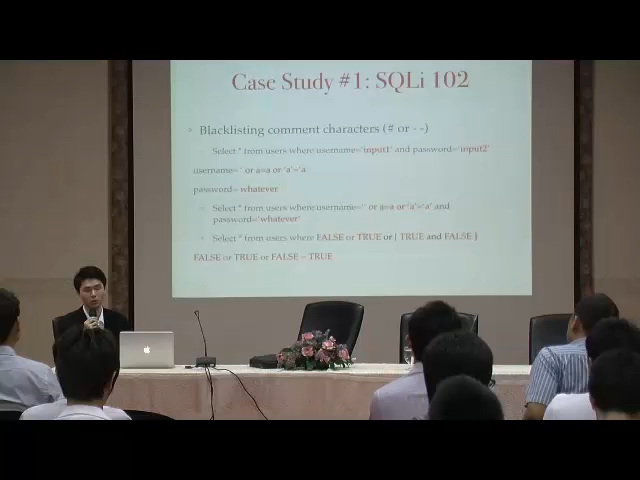 Case Study #1: SQLi 102
Blacklisting comment characters (# or - -)
Select * from users where username='input1' and password='input2'
username=' or a=a or 'a'='a
password= whatever
Select * from users where username='' or a=a or 'a'='a' and
password='whatever'
Select * from users where FALSE or TRUE or ( TRUE and FALSE )
FALSE or TRUE or FALSE = TRUE